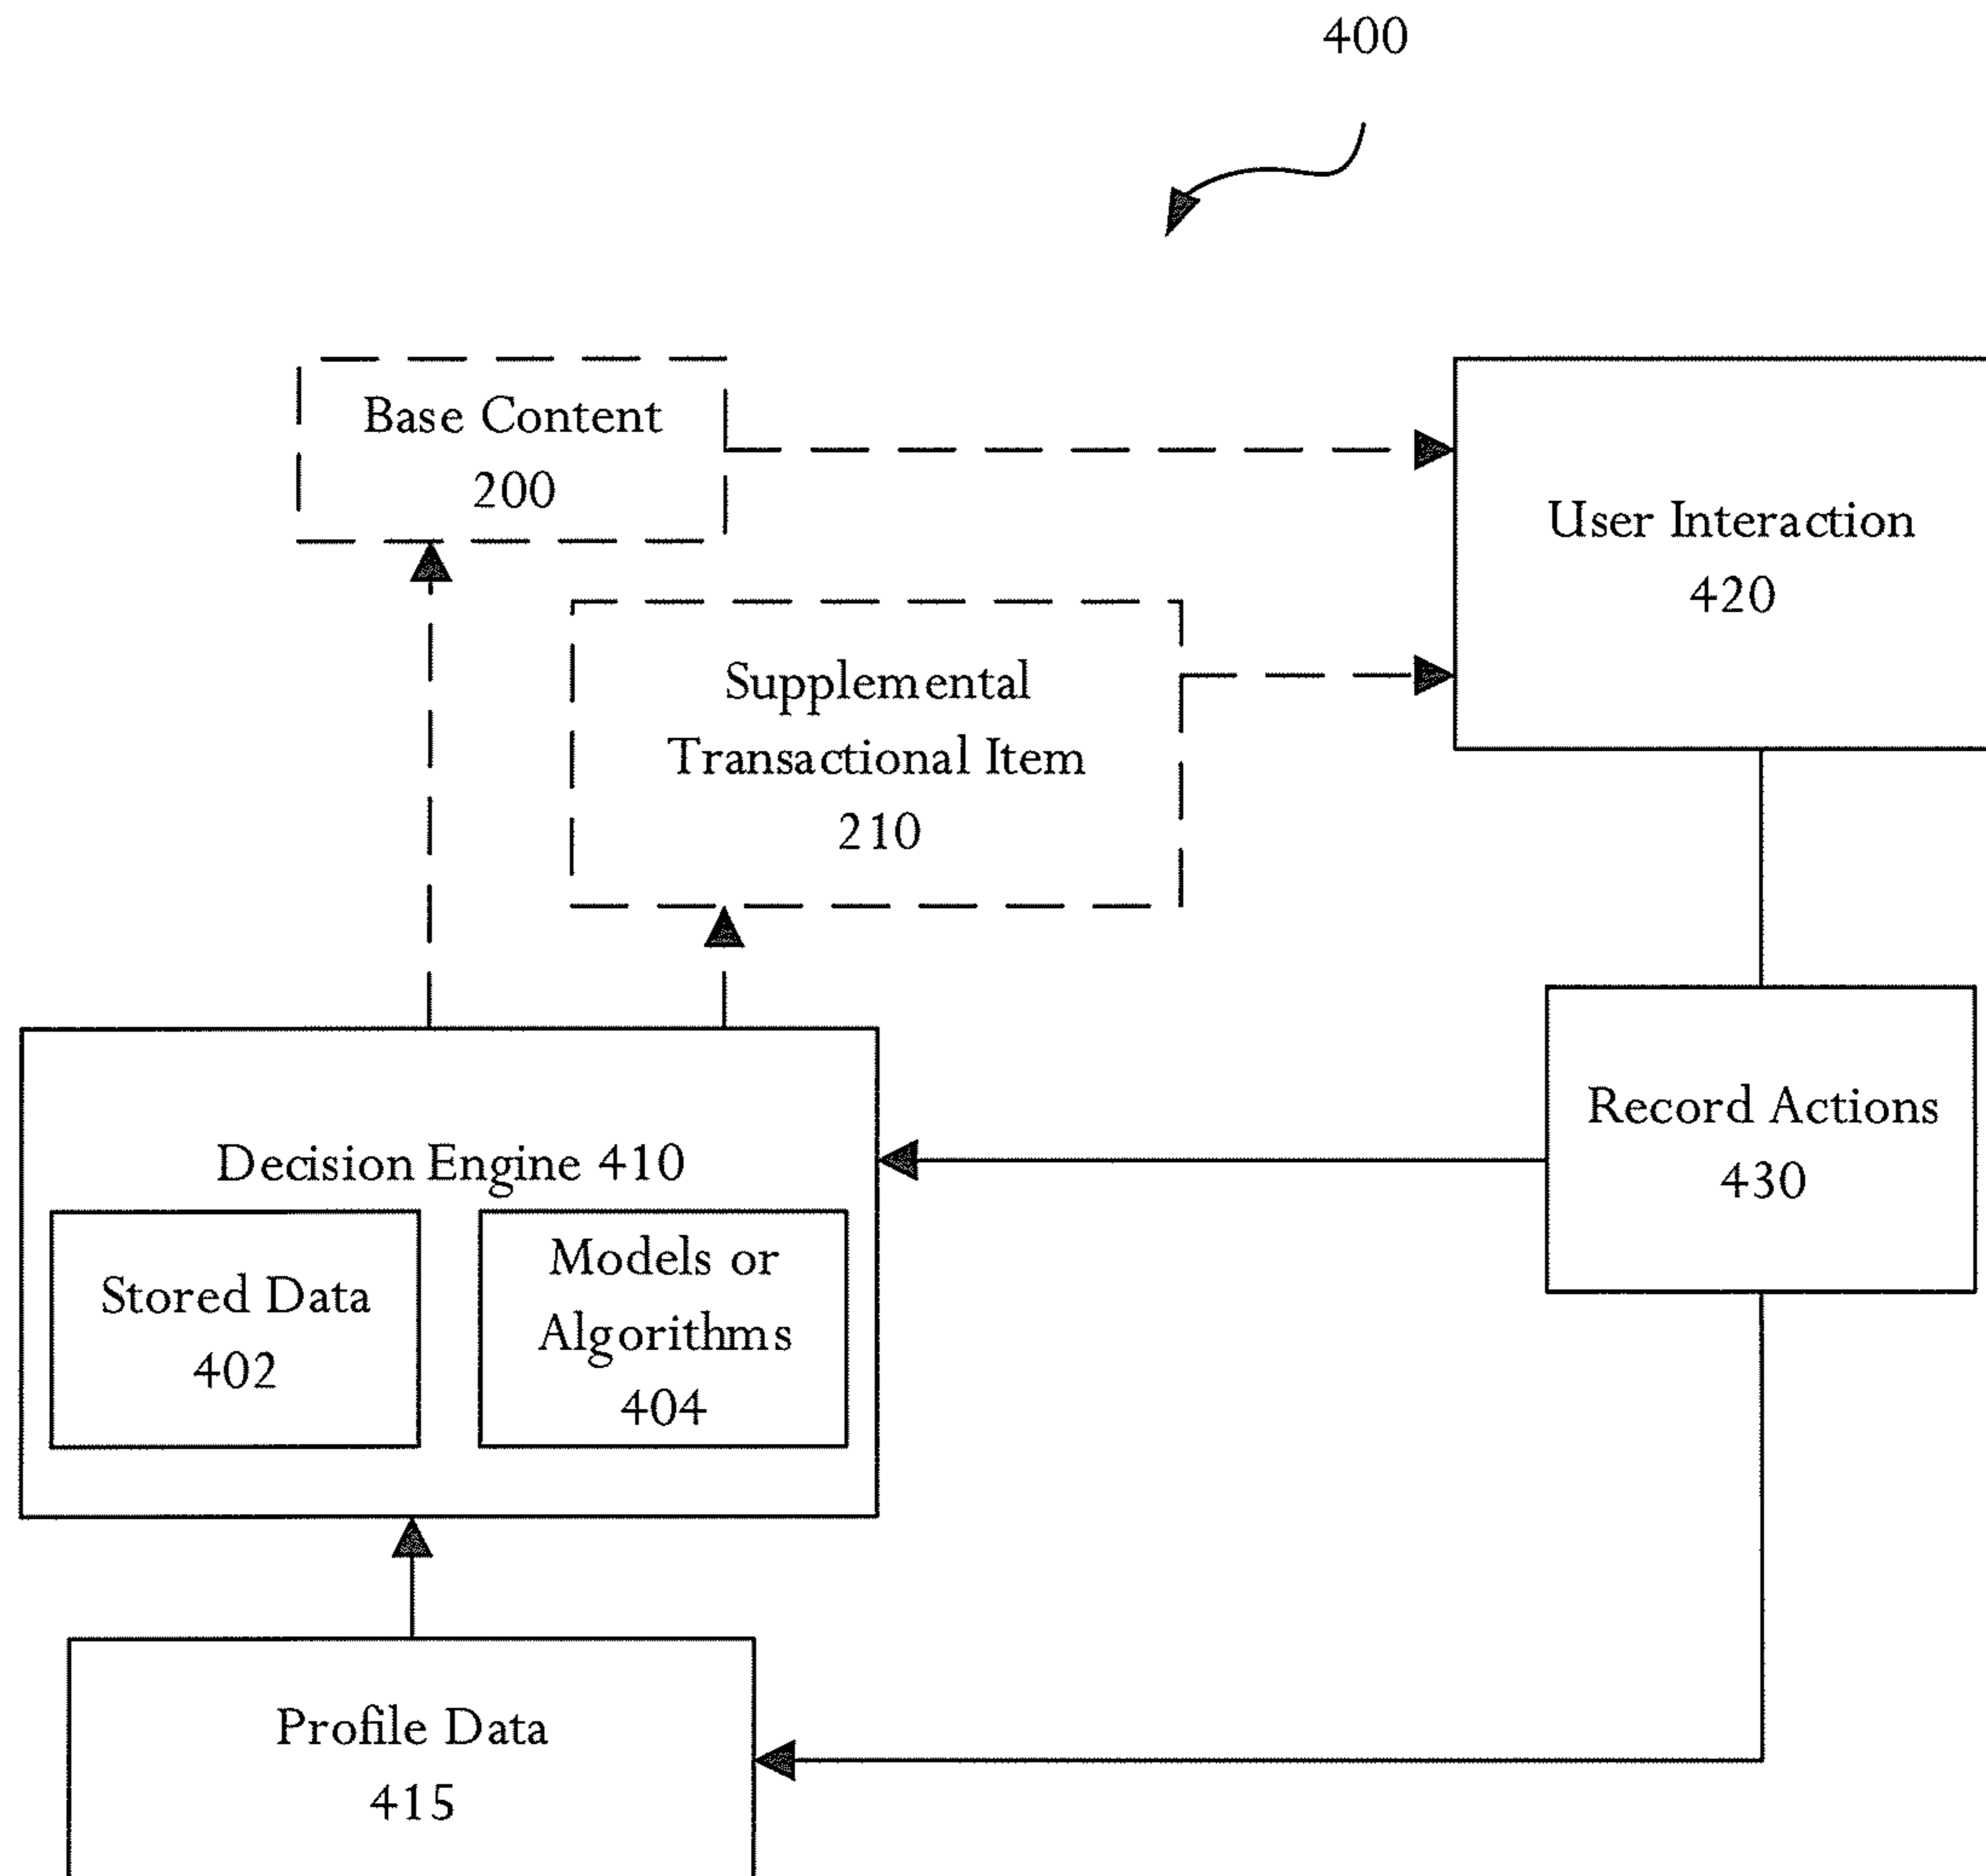 400
Base Content
200
User Interaction
420
Supplemental
Transactional Item
210
Record Actions
430
Decision Engine 410
Stored Data
402
Models or
Algorithms
404
Profile Data
415